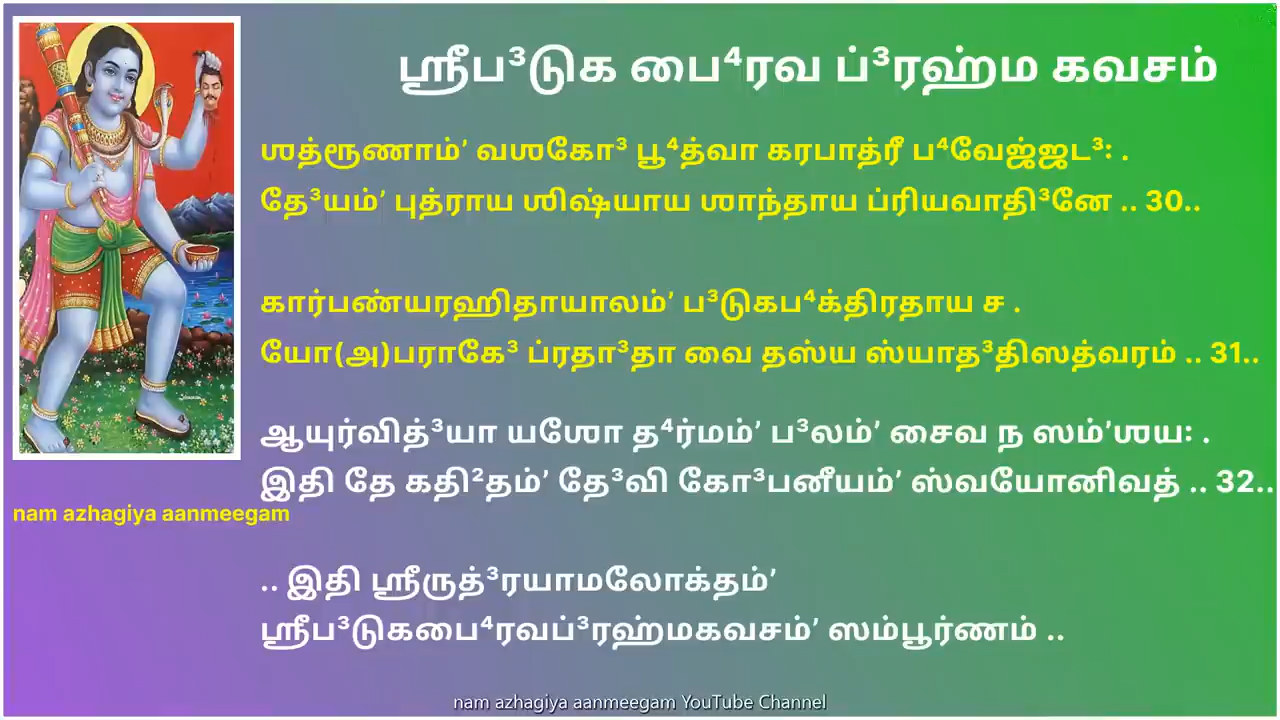 ஸ்ரீப³டுக பை⁴ரவ ப்³ரஹ்ம கவசம்
ஶத்ரூணாம்ʼ வஶகோ³ பூ⁴த்வா கரபாத்ரீ ப⁴வேஜ்ஜட³꞉ .
தே³யம்ʼ புத்ராய ஶிஷ்யாய ஶாந்தாய ப்ரியவாதி³னே .. 30..
கார்பண்யரஹிதாயாலம்ʼ ப³டுகப⁴க்திரதாய ச .
யோ(அ)பராகே³ ப்ரதா³தா வை தஸ்ய ஸ்யாத³திஸத்வரம் .. 31..
ஆயுர்வித்³யா யஶோ த⁴ர்மம்ʼ ப³லம்ʼ சைவ ந ஸம்ʼஶய꞉ .
இதி தே கதி²தம்ʼ தே³வி கோ³பனீயம்ʼ ஸ்வயோனிவத் .. 32..
nam azhagiya aanmeegam
.. இதி ஸ்ரீருத்³ரயாமலோக்தம்ʼ
ஸ்ரீப³டுகபை⁴ரவப்³ரஹ்மகவசம்ʼ ஸம்பூர்ணம் ..
nam azhagiya aanmeegam YouTube Channel